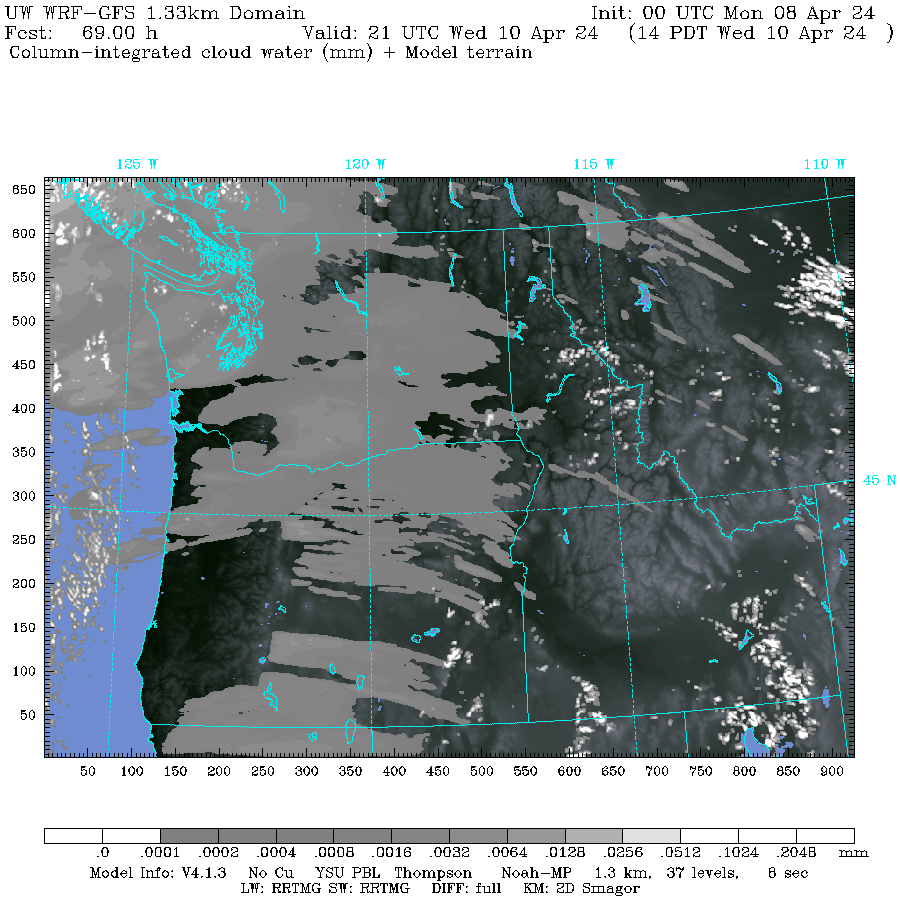 UW WRF-GFS 1.33km Domain Init: 00 UTC Mon 08 Apr 24
Fcst: 69.00 h Valid: 21 UTC Wed 10 Apr 24 (14 PDT Wed 10 Apr 24 )
Column-integrated cloud water (mm) + Model terrain
125 W 120 W 115 W 110 W
650
600
550
500
450
400
350
45 N
300
250
200
150
100
50
50 100 150 200 250 300 350 400 450 500 550 600 650 700 750 800 850 900
.0 .0001 .0002 .0004 .0008 .0016 .0032 .0064 .0128 .0256 .0512 .1024 .2048 mm
Model Info: V4.1.3 No Cu YSU PBL Thompson Noah-MP 1.3 km, 37 levels, 8 sec
LW: RRTMG SW: RRTMG DIFF: full KM: 2D Smagor